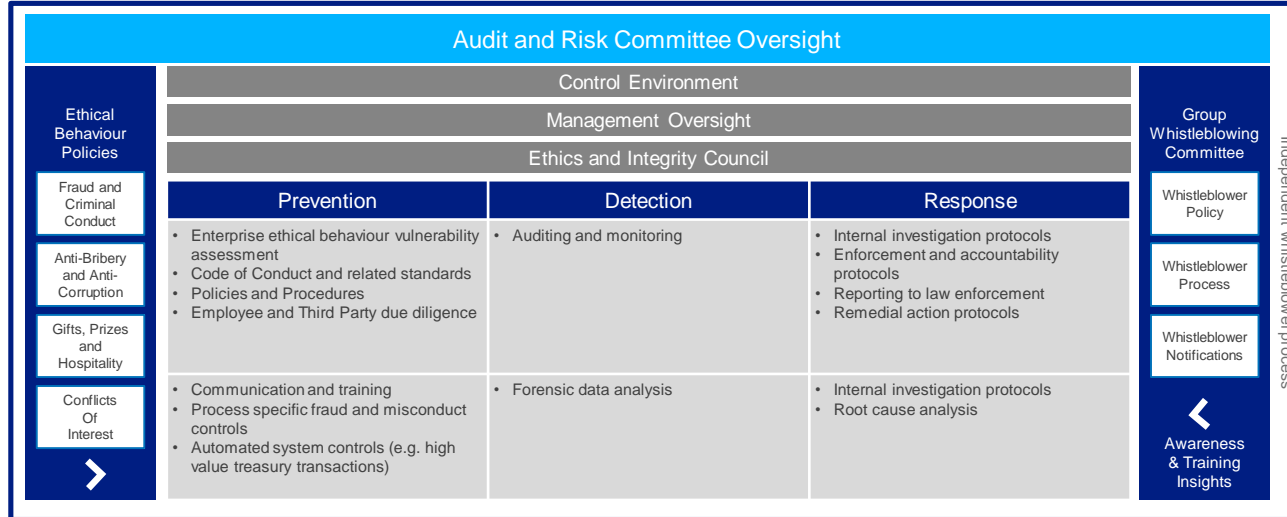 Audit and Risk Committee Oversight
Ethical
Behaviour
Policies
Fraud and
Criminal
Conduct
Anti-Bribery
and Anti-
Corruption
Gifts, Prizes
and
Hospitality
Conflicts
Of
Interest
Control Environment
Management Oversight
Ethics and Integrity Council
Prevention
• Enterprise ethical behaviour vulnerability
assessment
• Code of Conduct and related standards
• Policies and Procedures
• Employee and Third Party due diligence
• Communication and training
• Process specific fraud and misconduct
controls
• Automated system controls (e.g. high
value treasury transactions)
Detection
• Auditing and monitoring
• Forensic data analysis
Response
• Internal investigation protocols
• Enforcement and accountability
protocols
• Reporting to law enforcement
• Remedial action protocols
• Internal investigation protocols
• Root cause analysis
Group
Whistleblowing
Committee
Whistleblower
Policy
Whistleblower
Process
Whistleblower
Notifications
Awareness
& Training
Insights
Independent whistleblower process